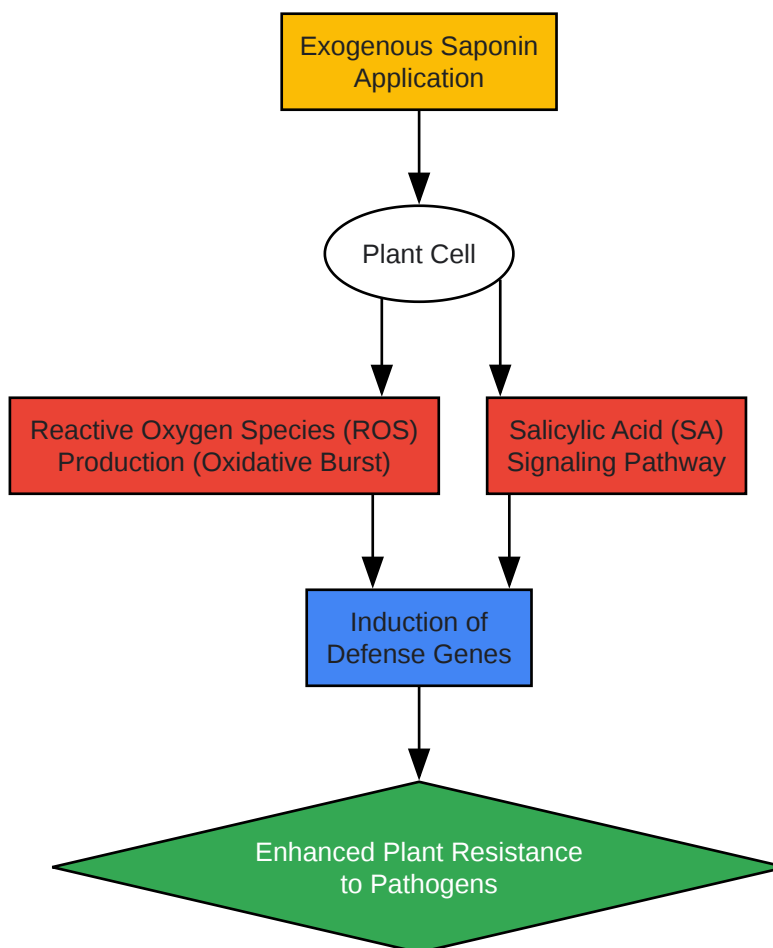 Exogenous Saponin
Application
Plant Cell
Reactive Oxygen Species (ROS)
Production (Oxidative Burst)
Salicylic Acid (SA)
Signaling Pathway
Induction of
Defense Genes
Enhanced Plant Resistance
to Pathogens